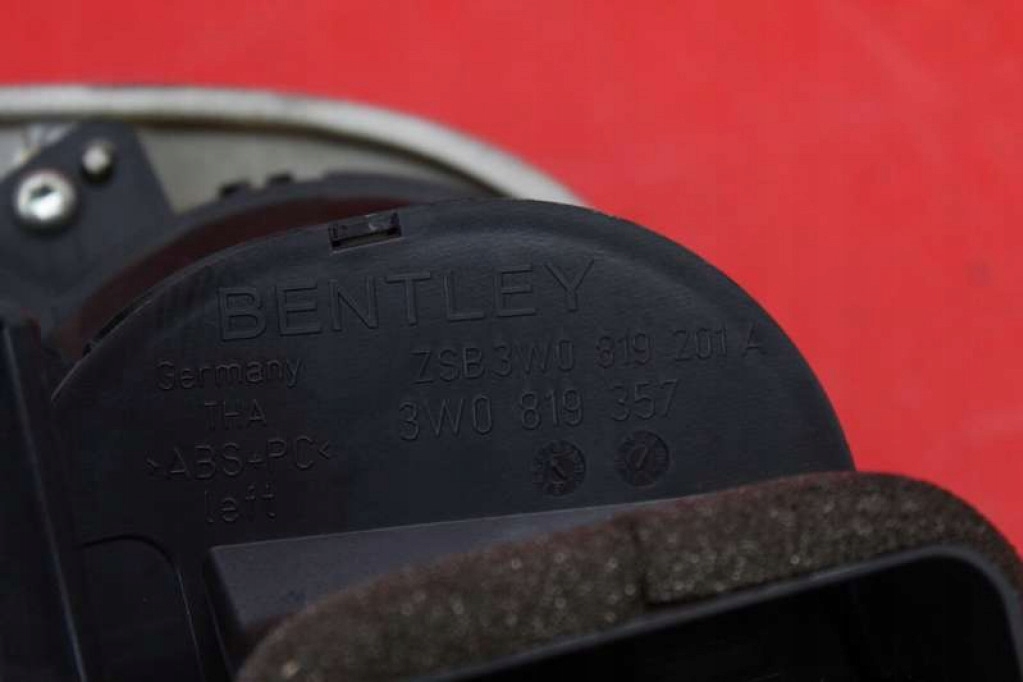 BENTLEY
Germany ZSB 3W0 819 201 A
THA 3W0 819 357
>ABS+PC<
left